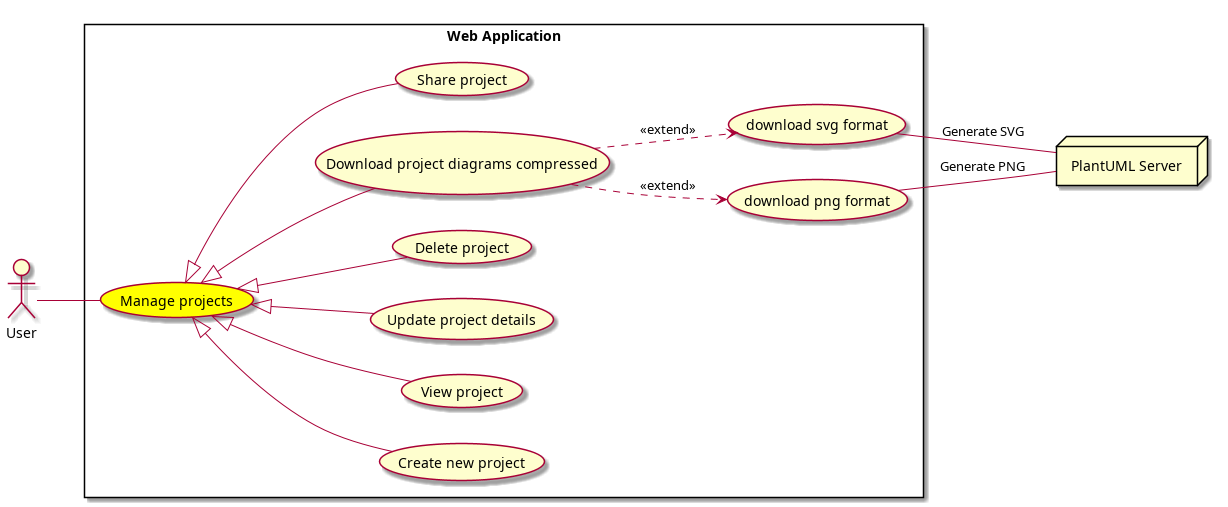 Web Application
Share project
Download project diagrams compressed
«extend»
download svg format
Generate SVG
PlantUML Server
«extend»
download png format
Generate PNG
Delete project
Manage projects
User
Update project details
View project
Create new project